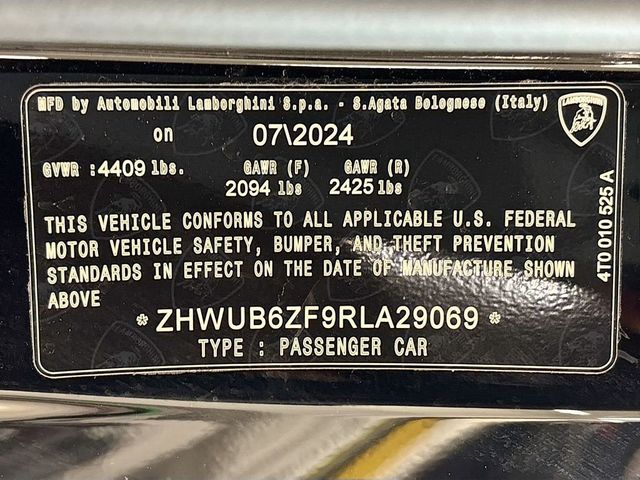 MFD by Automobili Lamborghini S.p.a. - S.Agata Bolognese (Italy)
on 07\2024
GVWR :4409 lbs. GAWR (F) GAWR (R)
2094 lbs 2425 lbs
THIS VEHICLE CONFORMS TO ALL APPLICABLE U.S. FEDERAL
MOTOR VEHICLE SAFETY, BUMPER, AND THEFT PREVENTION
STANDARDS IN EFFECT ON THE DATE OF MANUFACTURE SHOWN
ABOVE
* ZHWUB6ZF9RLA29069 *
TYPE : PASSENGER CAR
LAMBORGHINI
4T0 010 525 A